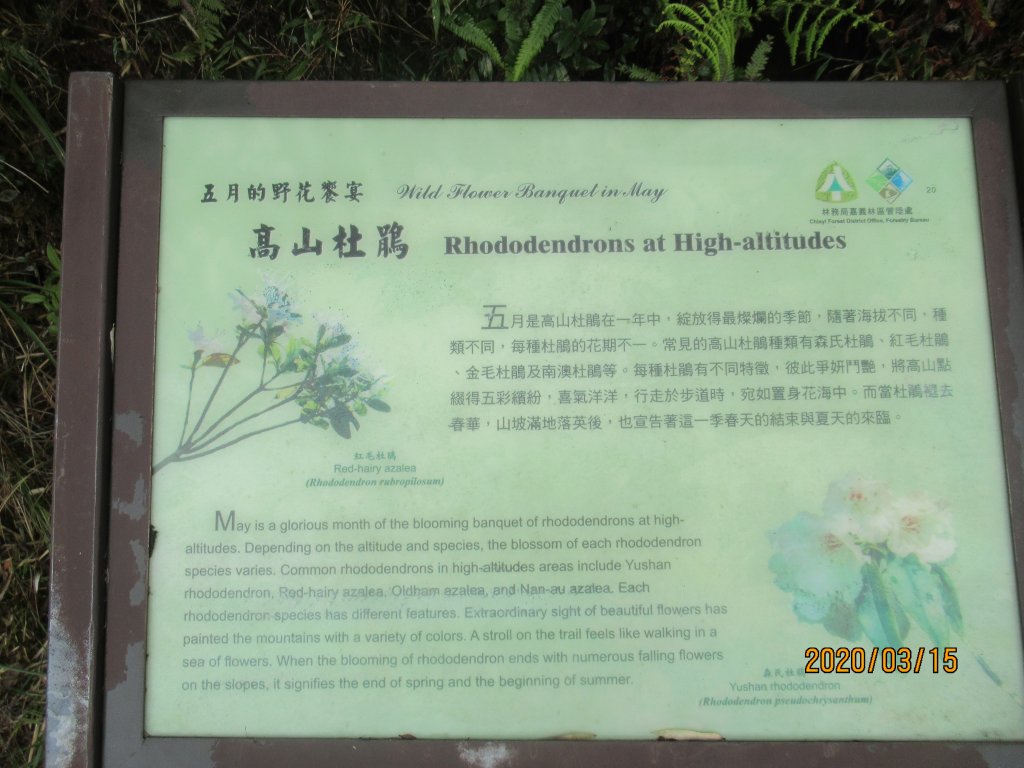 五月的野花饗宴 Wild Flower Banquet in May
20
林務局嘉義林區管理處
Chiayi Forest District Office, Forestry Bureau
高山杜鵑 Rhododendrons at High-altitudes
五月是高山杜鵑在一年中，綻放得最燦爛的季節，隨著海拔不同，種
類不同，每種杜鵑的花期不一。常見的高山杜鵑種類有森氏杜鵑、紅毛杜鵑
、金毛杜鵑及南澳杜鵑等。每種杜鵑有不同特徵，彼此爭妍鬥艷，將高山點
綴得五彩繽紛，喜氣洋洋，行走於步道時，宛如置身花海中。而當杜鵑褪去
春華，山坡滿地落英後，也宣告著這一季春天的結束與夏天的來臨。
紅毛杜鵑
Red-hairy azalea
(Rhododendron rubropilosum)
May is a glorious month of the blooming banquet of rhododendrons at high-
altitudes. Depending on the altitude and species, the blossom of each rhododendron
species varies. Common rhododendrons in high-altitudes areas include Yushan
rhododendron, Red-hairy azalea, Oldham azalea, and Nan-au azalea. Each
rhododendron species has different features. Extraordinary sight of beautiful flowers has
painted the mountains with a variety of colors. A stroll on the trail feels like walking in a
sea of flowers. When the blooming of rhododendron ends with numerous falling flowers
on the slopes, it signifies the end of spring and the beginning of summer.
森氏杜鵑
Yushan rhododendron
(Rhododendron pseudochrysanthum)
2020/03/15